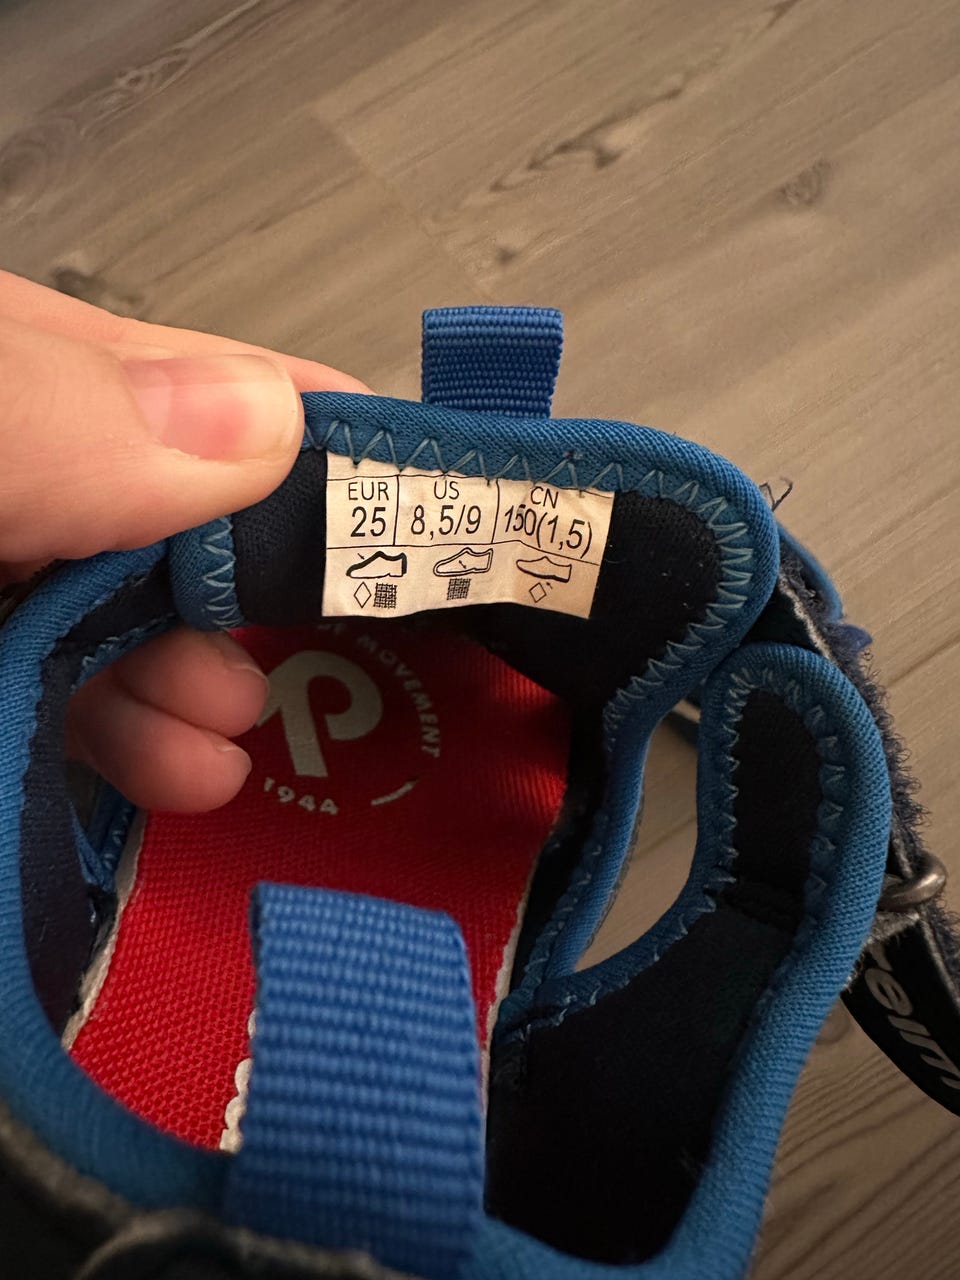 EUR US CN
25 8,5/9 150(1,5)
MOVEMENT
1944
reim